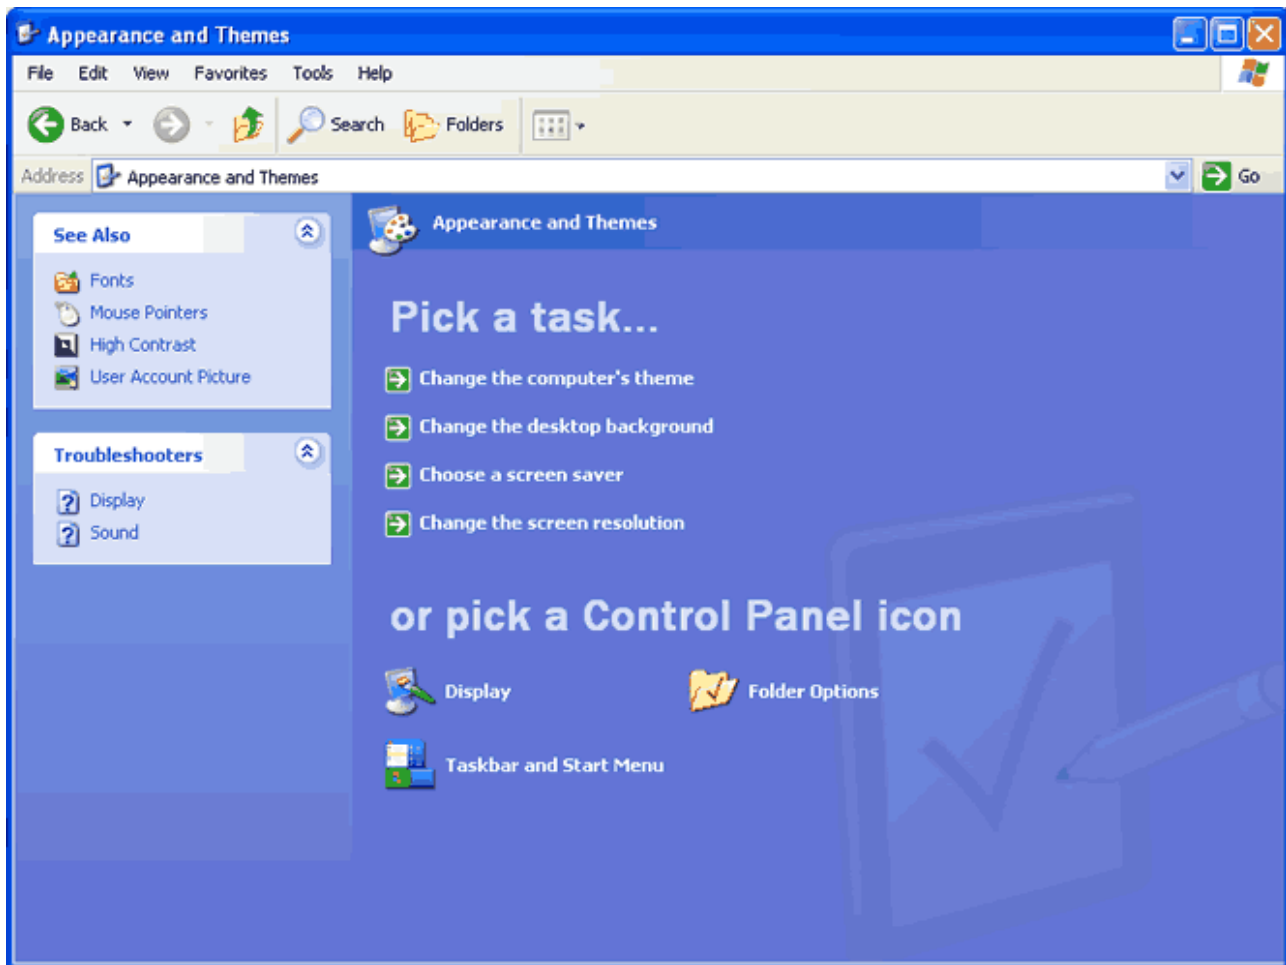 Appearance and Themes
File Edit View Favorites Tools Help
Back Search Folders
Address Appearance and Themes Go
See Also
Fonts
Mouse Pointers
High Contrast
User Account Picture
Troubleshooters
Display
Sound
Appearance and Themes
Pick a task...
Change the computer's theme
Change the desktop background
Choose a screen saver
Change the screen resolution
or pick a Control Panel icon
Display Folder Options
Taskbar and Start Menu